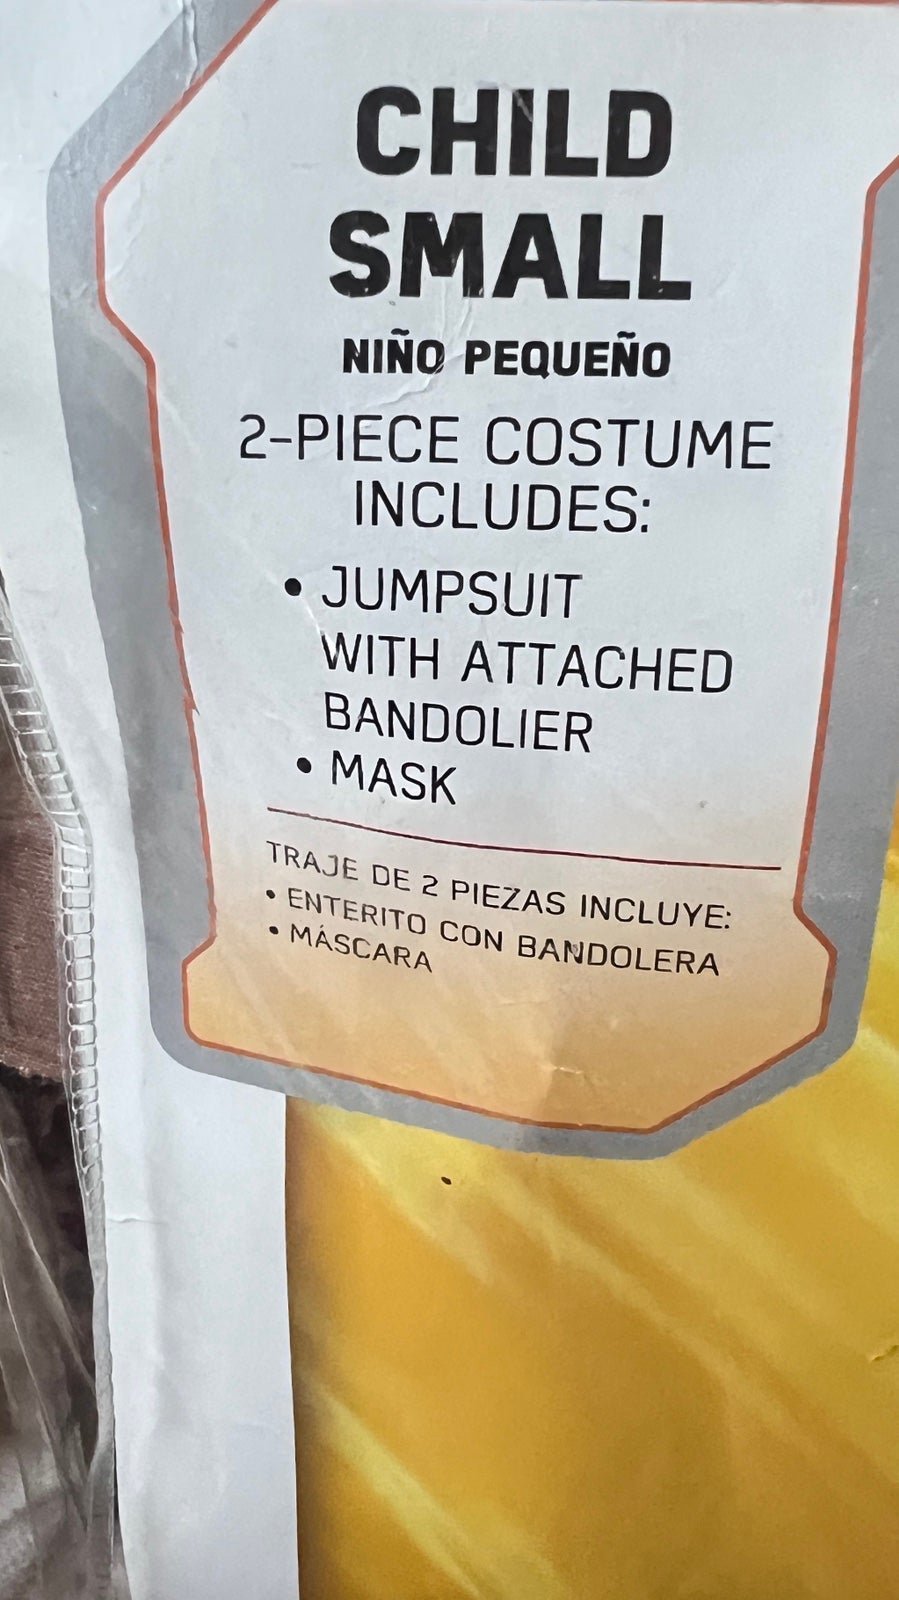 CHILD
SMALL
NIÑO PEQUEÑO
2-PIECE COSTUME
INCLUDES:
• JUMPSUIT
WITH ATTACHED
BANDOLIER
• MASK
TRAJE DE 2 PIEZAS INCLUYE:
• ENTERITO CON BANDOLERA
• MÁSCARA